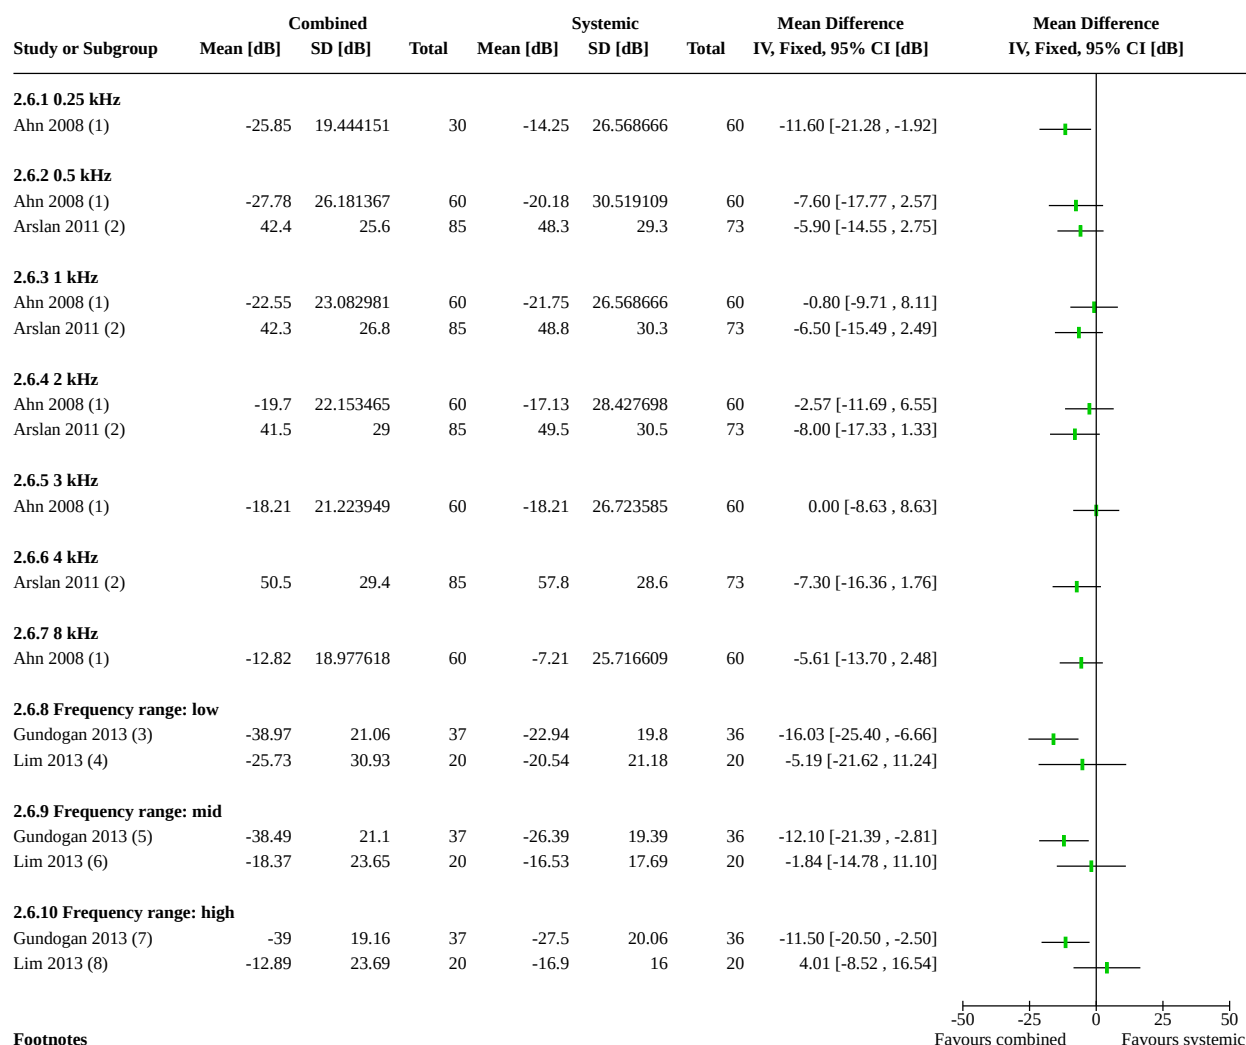 Combined Systemic Mean Difference Mean Difference
Study or Subgroup Mean [dB] SD [dB] Total Mean [dB] SD [dB] Total IV, Fixed, 95% CI [dB] IV, Fixed, 95% CI [dB]
2.6.1 0.25 kHz
Ahn 2008 (1) -25.85 19.444151 30 -14.25 26.568666 60 -11.60 [-21.28 , -1.92]
2.6.2 0.5 kHz
Ahn 2008 (1) -27.78 26.181367 60 -20.18 30.519109 60 -7.60 [-17.77 , 2.57]
Arslan 2011 (2) 42.4 25.6 85 48.3 29.3 73 -5.90 [-14.55 , 2.75]
2.6.3 1 kHz
Ahn 2008 (1) -22.55 23.082981 60 -21.75 26.568666 60 -0.80 [-9.71 , 8.11]
Arslan 2011 (2) 42.3 26.8 85 48.8 30.3 73 -6.50 [-15.49 , 2.49]
2.6.4 2 kHz
Ahn 2008 (1) -19.7 22.153465 60 -17.13 28.427698 60 -2.57 [-11.69 , 6.55]
Arslan 2011 (2) 41.5 29 85 49.5 30.5 73 -8.00 [-17.33 , 1.33]
2.6.5 3 kHz
Ahn 2008 (1) -18.21 21.223949 60 -18.21 26.723585 60 0.00 [-8.63 , 8.63]
2.6.6 4 kHz
Arslan 2011 (2) 50.5 29.4 85 57.8 28.6 73 -7.30 [-16.36 , 1.76]
2.6.7 8 kHz
Ahn 2008 (1) -12.82 18.977618 60 -7.21 25.716609 60 -5.61 [-13.70 , 2.48]
2.6.8 Frequency range: low
Gundogan 2013 (3) -38.97 21.06 37 -22.94 19.8 36 -16.03 [-25.40 , -6.66]
Lim 2013 (4) -25.73 30.93 20 -20.54 21.18 20 -5.19 [-21.62 , 11.24]
2.6.9 Frequency range: mid
Gundogan 2013 (5) -38.49 21.1 37 -26.39 19.39 36 -12.10 [-21.39 , -2.81]
Lim 2013 (6) -18.37 23.65 20 -16.53 17.69 20 -1.84 [-14.78 , 11.10]
2.6.10 Frequency range: high
Gundogan 2013 (7) -39 19.16 37 -27.5 20.06 36 -11.50 [-20.50 , -2.50]
Lim 2013 (8) -12.89 23.69 20 -16.9 16 20 4.01 [-8.52 , 16.54]
-50 -25 0 25 50
Footnotes Favours combined Favours systemic